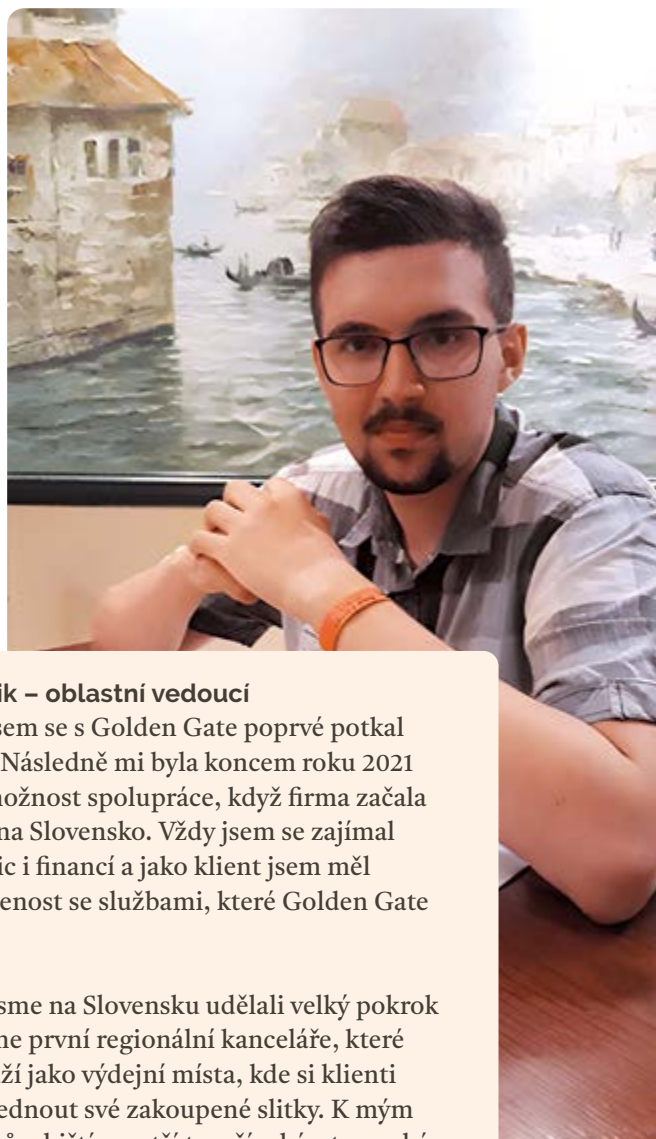 ik – oblastní vedoucí
sem se s Golden Gate poprvé potkal
Následně mi byla koncem roku 2021
ožnost spolupráce, když firma začala
na Slovensko. Vždy jsem se zajímal
ic i financí a jako klient jsem měl
enost se službami, které Golden Gate
sme na Slovensku udělali velký pokrok
ne první regionální kanceláře, které
ží jako výdejní místa, kde si klienti
ednout své zakoupené slitky. K mým